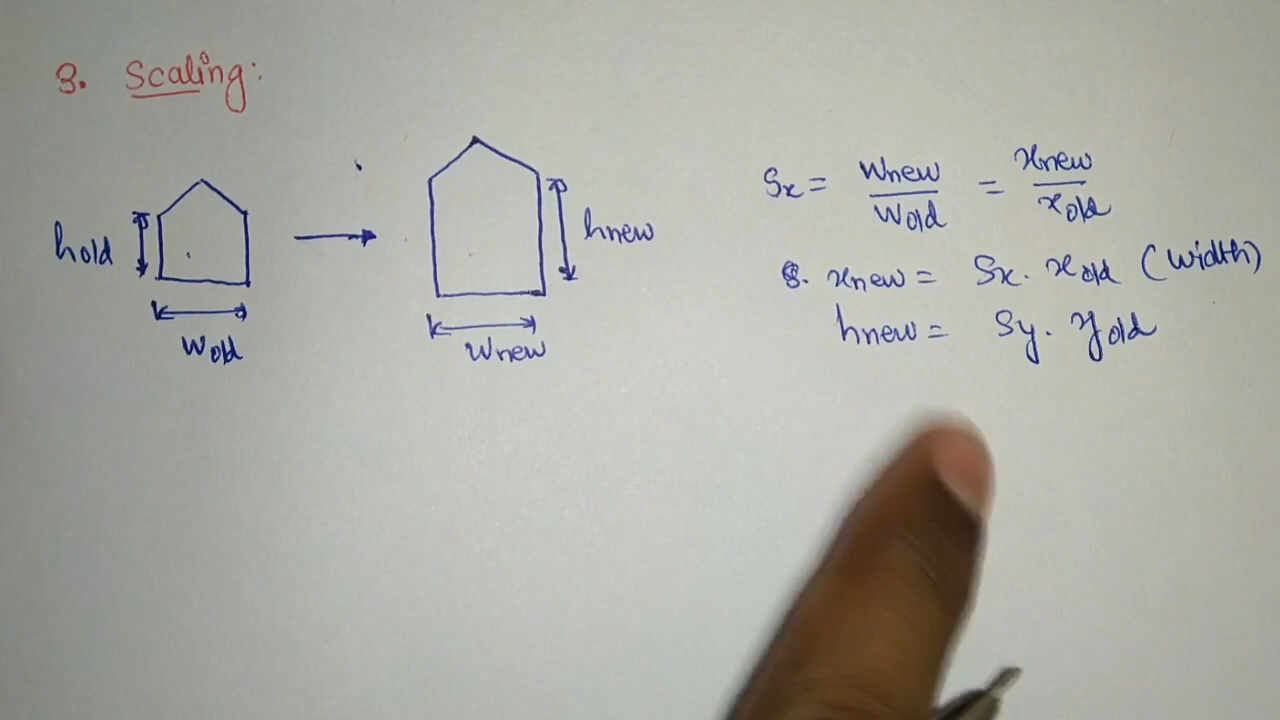 3. Scaling:
hold
Wold
hnew
Wnew
Sx = Wnew / Wold = xnew / xold
xnew = Sx . xold (width)
hnew = Sy . yold